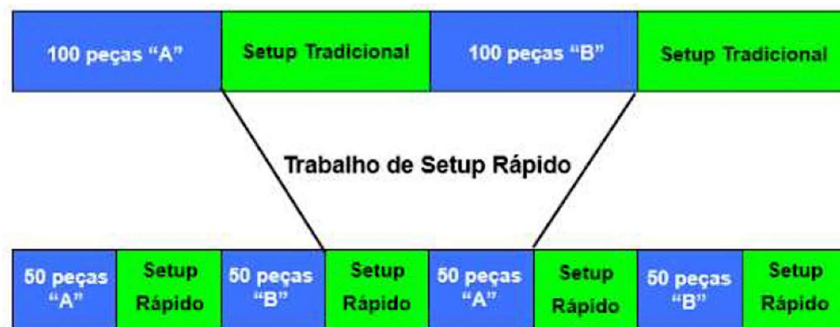 100 peças “A”
Setup Tradicional
100 peças “B”
Setup Tradicional
Trabalho de Setup Rápido
50 peças
“A”
Setup
Rápido
50 peças
“B”
Setup
Rápido
50 peças
“A”
Setup
Rápido
50 peças
“B”
Setup
Rápido